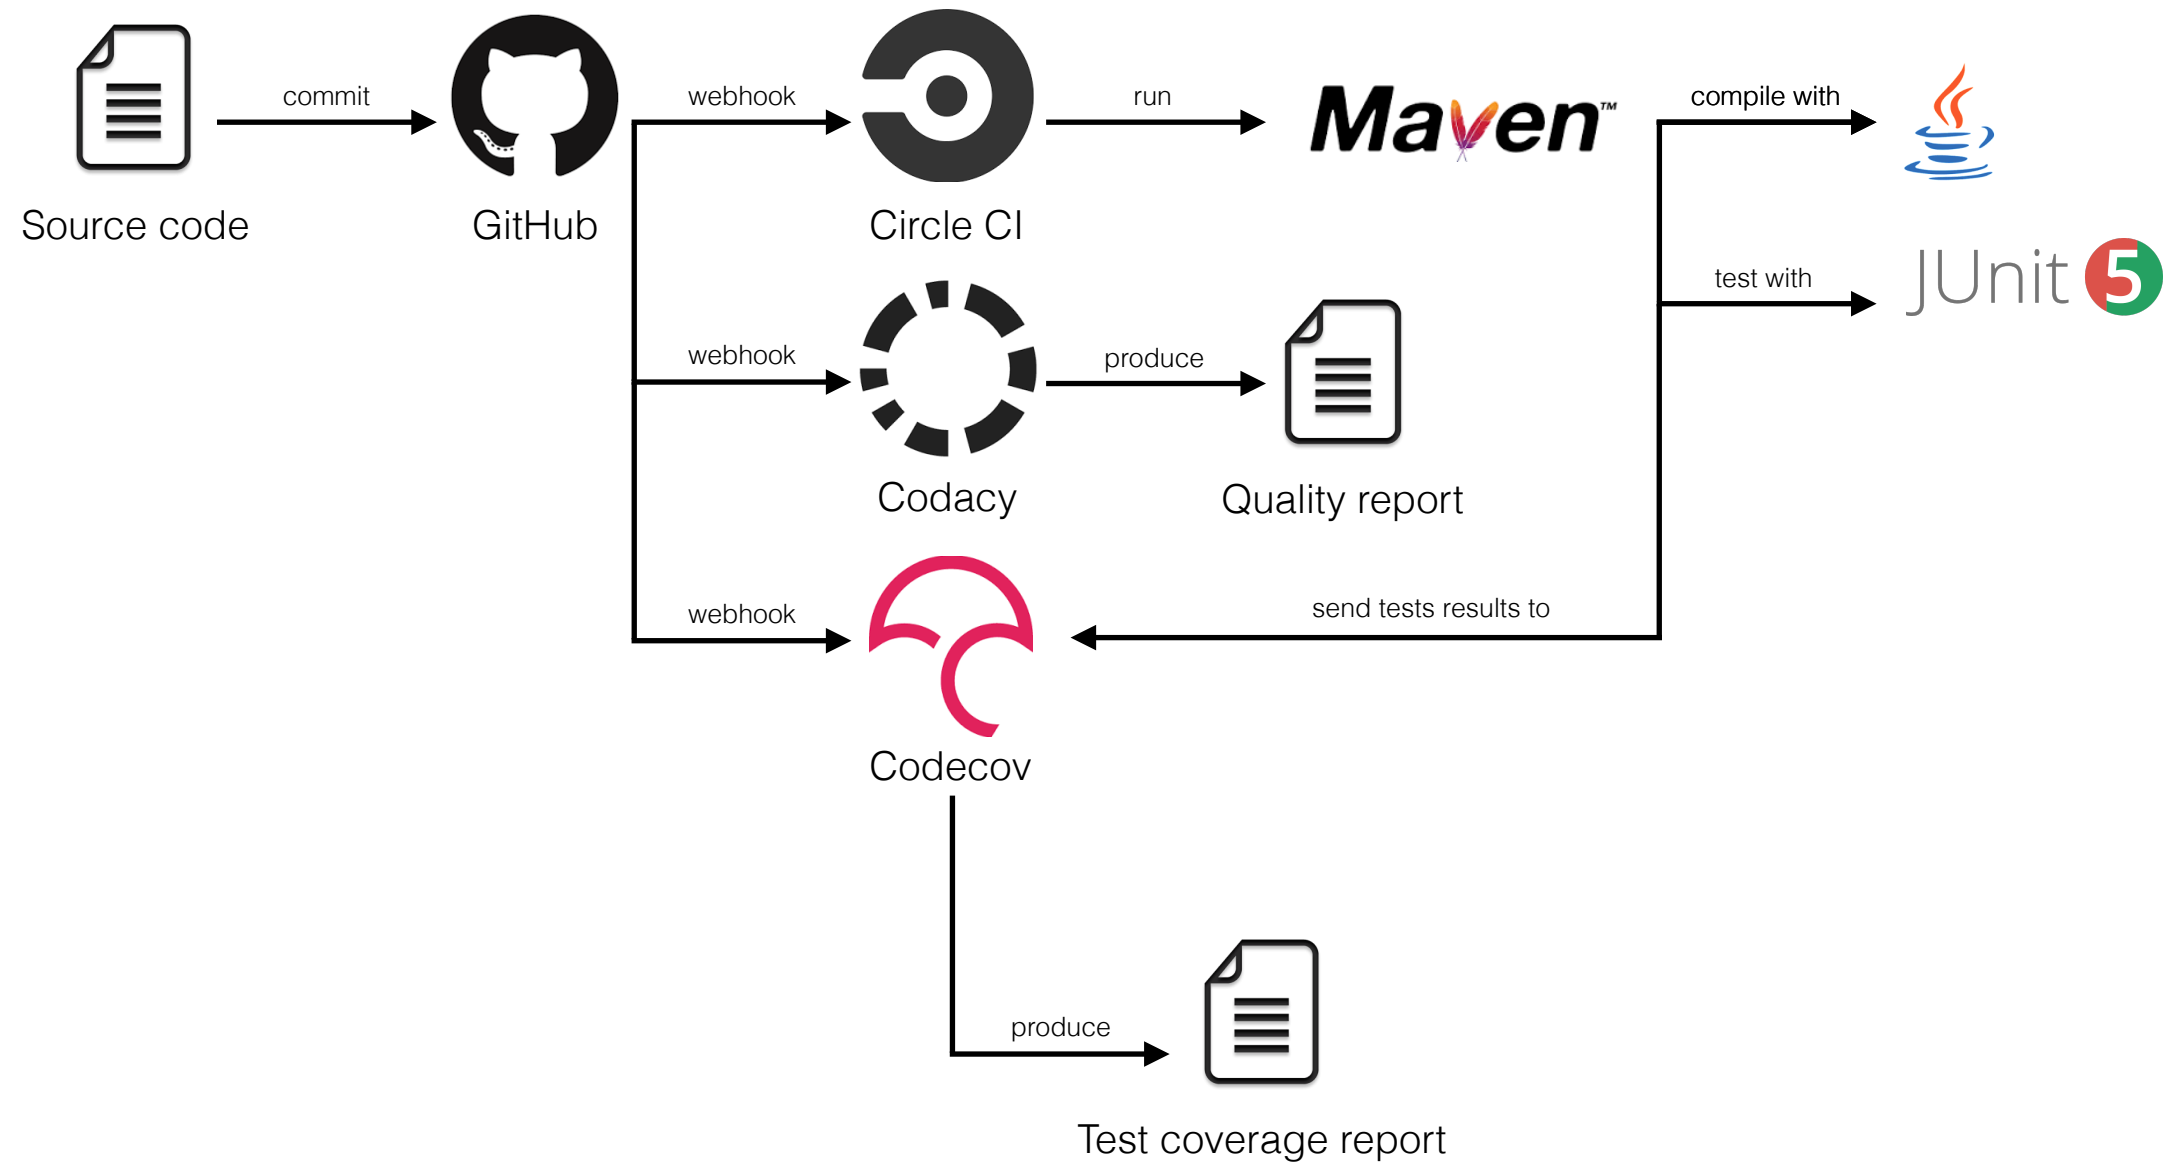 commit
webhook
run
Maven™
compile with
Source code
GitHub
Circle CI
test with
JUnit 5
webhook
produce
Codacy
Quality report
webhook
send tests results to
Codecov
produce
Test coverage report